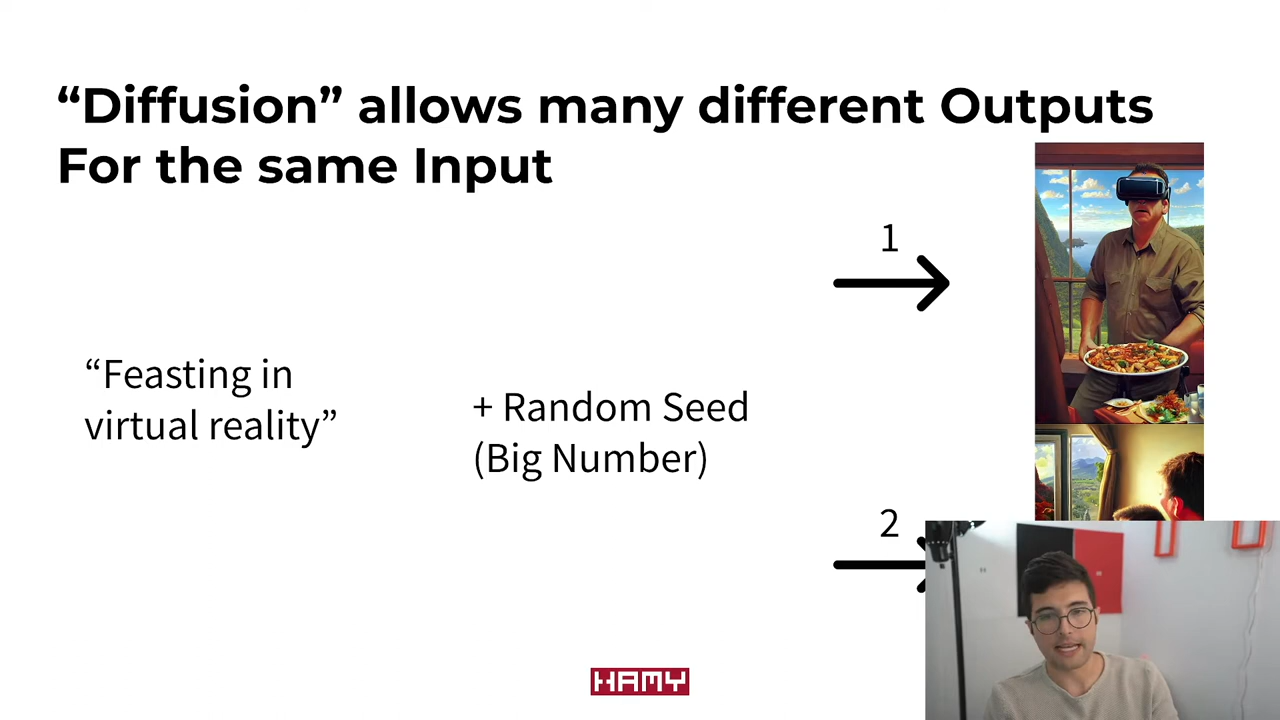 “Diffusion” allows many different Outputs
For the same Input
1
“Feasting in
virtual reality”
+ Random Seed
(Big Number)
2
HAMY